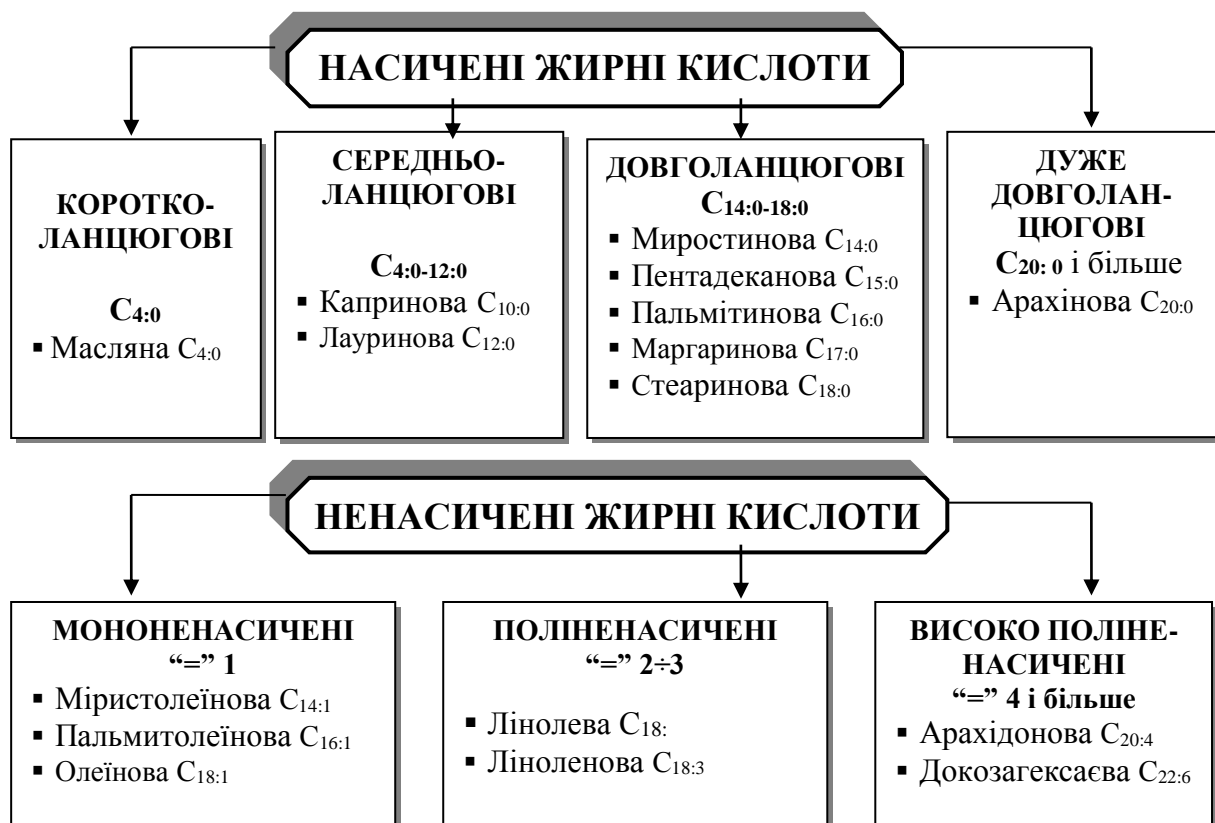 НАСИЧЕНІ ЖИРНІ КИСЛОТИ
КОРОТКО-
ЛАНЦЮГОВІ
C4:0
▪ Масляна C4:0
СЕРЕДНЬО-
ЛАНЦЮГОВІ
C4:0-12:0
▪ Капринова C10:0
▪ Лауринова C12:0
ДОВГОЛАНЦЮГОВІ
C14:0-18:0
▪ Миростинова C14:0
▪ Пентадеканова C15:0
▪ Пальмітинова C16:0
▪ Маргаринова C17:0
▪ Стеаринова C18:0
ДУЖЕ
ДОВГОЛАН-
ЦЮГОВІ
C20: 0 і більше
▪ Арахінова C20:0
НЕНАСИЧЕНІ ЖИРНІ КИСЛОТИ
МОНОНЕНАСИЧЕНІ
“=” 1
▪ Міристолеїнова C14:1
▪ Пальмитолеїнова C16:1
▪ Олеїнова C18:1
ПОЛІНЕНАСИЧЕНІ
“=” 2÷3
▪ Лінолева C18:
▪ Ліноленова C18:3
ВИСОКО ПОЛІНЕ-
НАСИЧЕНІ
“=” 4 і більше
▪ Арахідонова C20:4
▪ Докозагексаєва C22:6